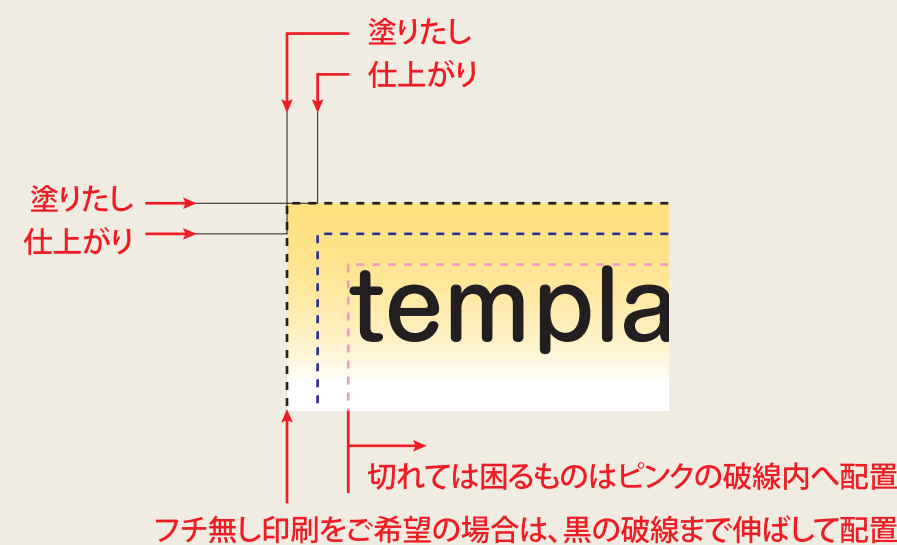 塗りたし
仕上がり
塗りたし
仕上がり
templa
切れては困るものはピンクの破線内へ配置
フチ無し印刷をご希望の場合は、黒の破線まで伸ばして配置